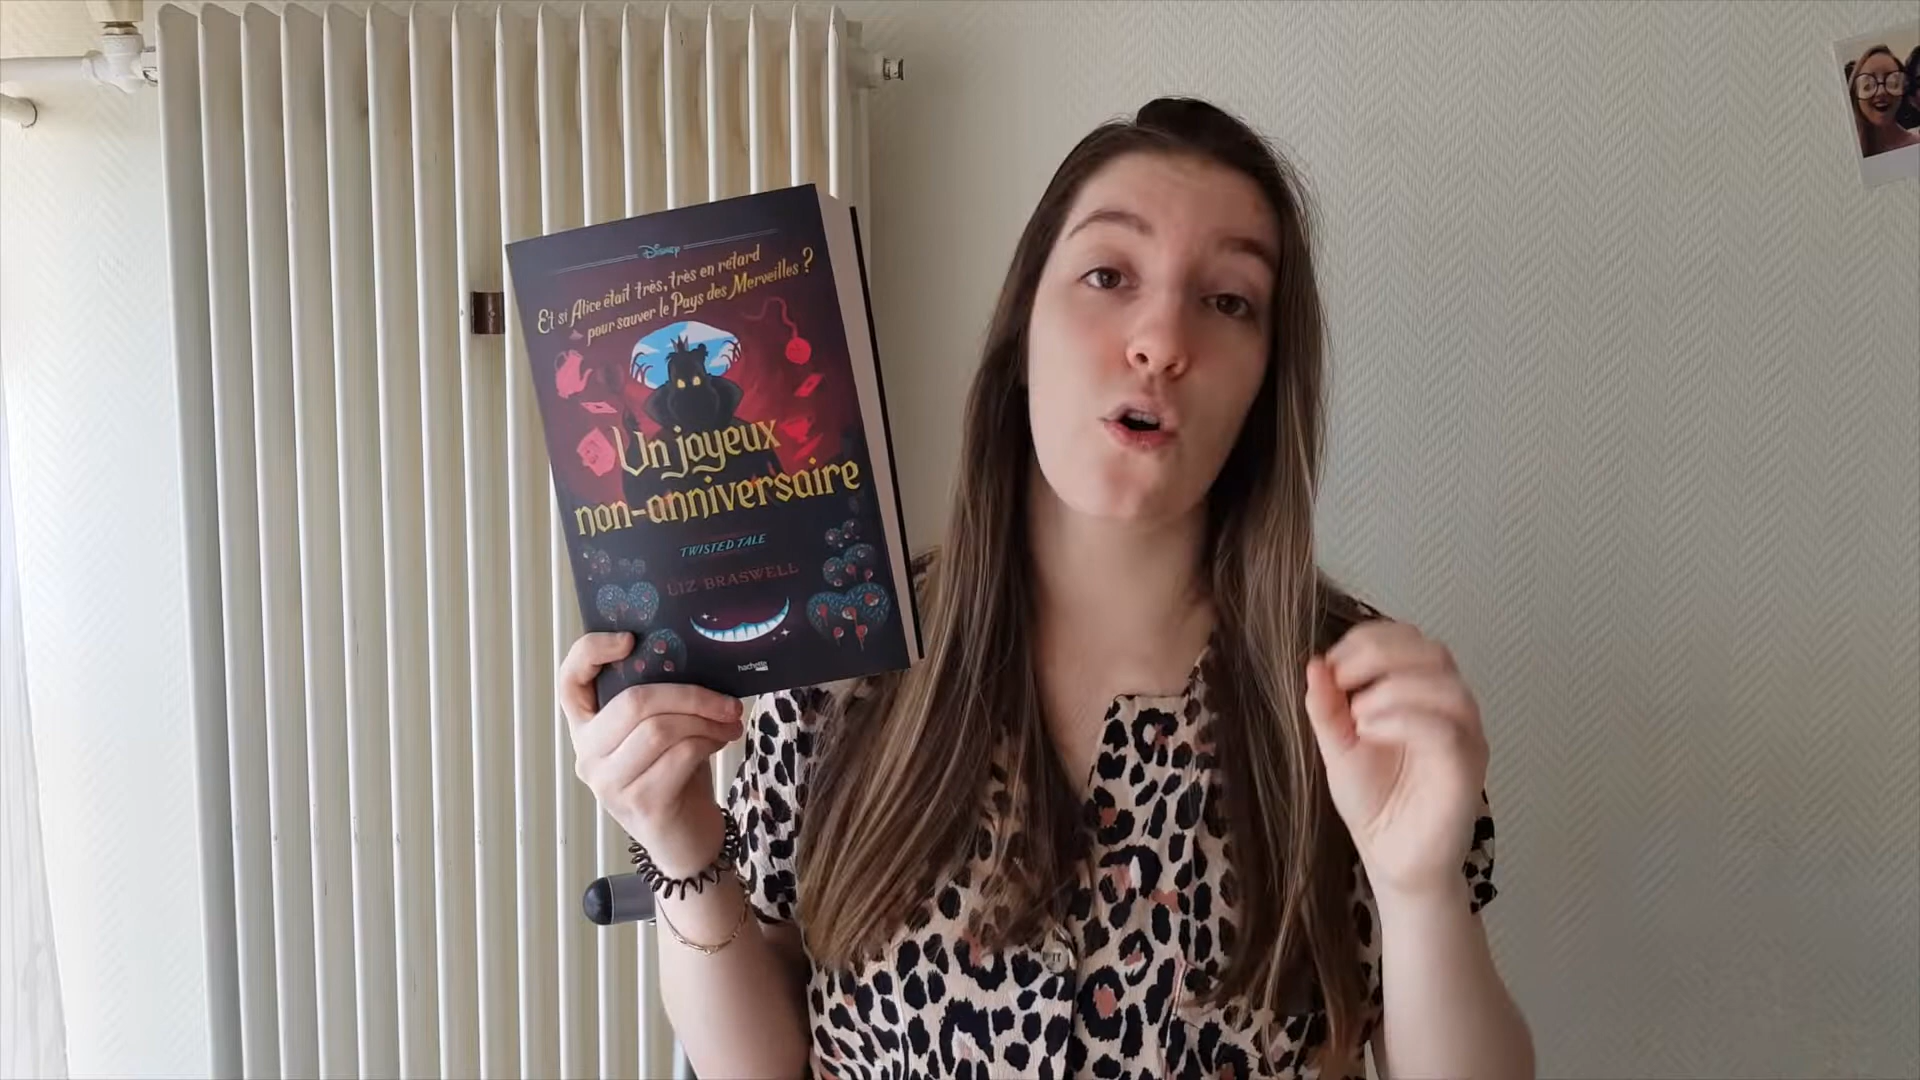 Disney
Et si Alice était très, très en retard
pour sauver le Pays des Merveilles ?
Un joyeux
non-anniversaire
TWISTED TALE
LIZ BRASWELL
hachette
HEROES